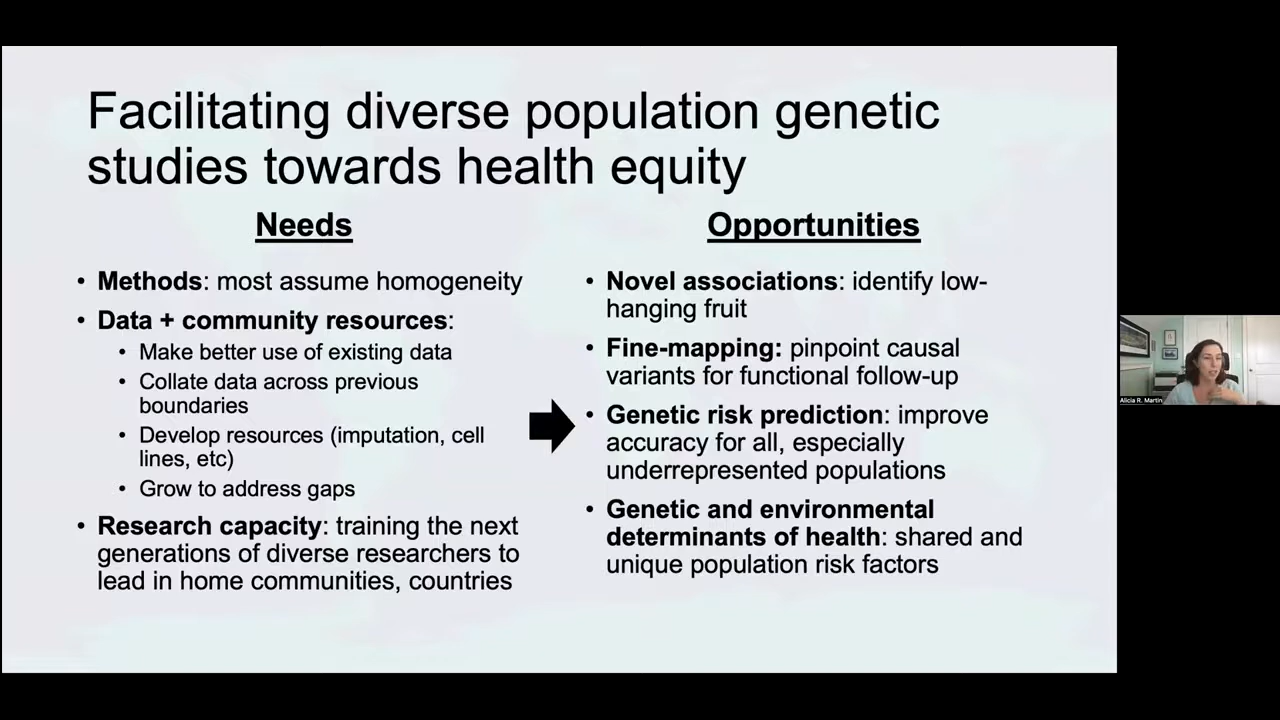 Facilitating diverse population genetic
studies towards health equity
Needs
• Methods: most assume homogeneity
• Data + community resources:
• Make better use of existing data
• Collate data across previous
boundaries
• Develop resources (imputation, cell
lines, etc)
• Grow to address gaps
• Research capacity: training the next
generations of diverse researchers to
lead in home communities, countries
Opportunities
• Novel associations: identify low-
hanging fruit
• Fine-mapping: pinpoint causal
variants for functional follow-up
• Genetic risk prediction: improve
accuracy for all, especially
underrepresented populations
• Genetic and environmental
determinants of health: shared and
unique population risk factors
Alicia R. Martin